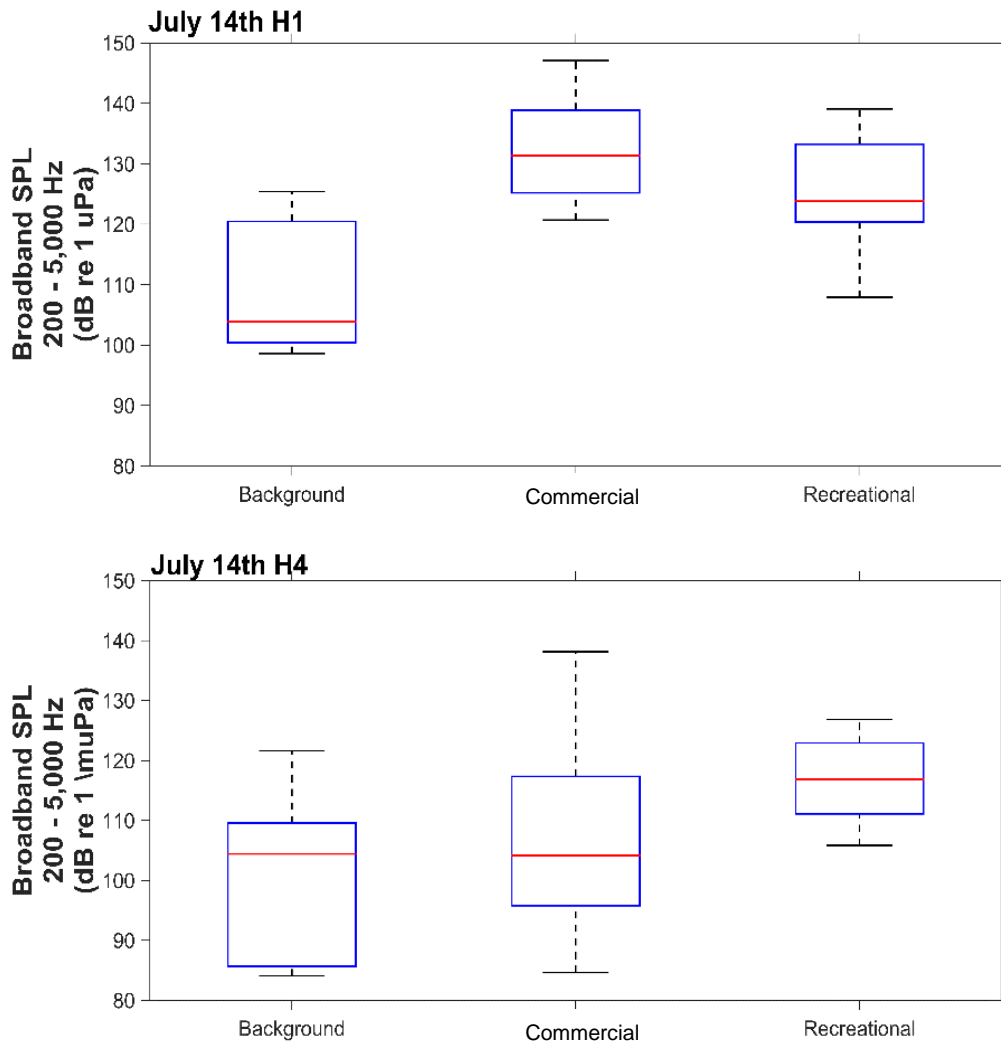 July 14th H1
150
140
130
120
110
100
90
80
Broadband SPL
200 - 5,000 Hz
(dB re 1 uPa)
Background
Commercial
Recreational
July 14th H4
150
140
130
120
110
100
90
80
Broadband SPL
200 - 5,000 Hz
(dB re 1 \muPa)
Background
Commercial
Recreational